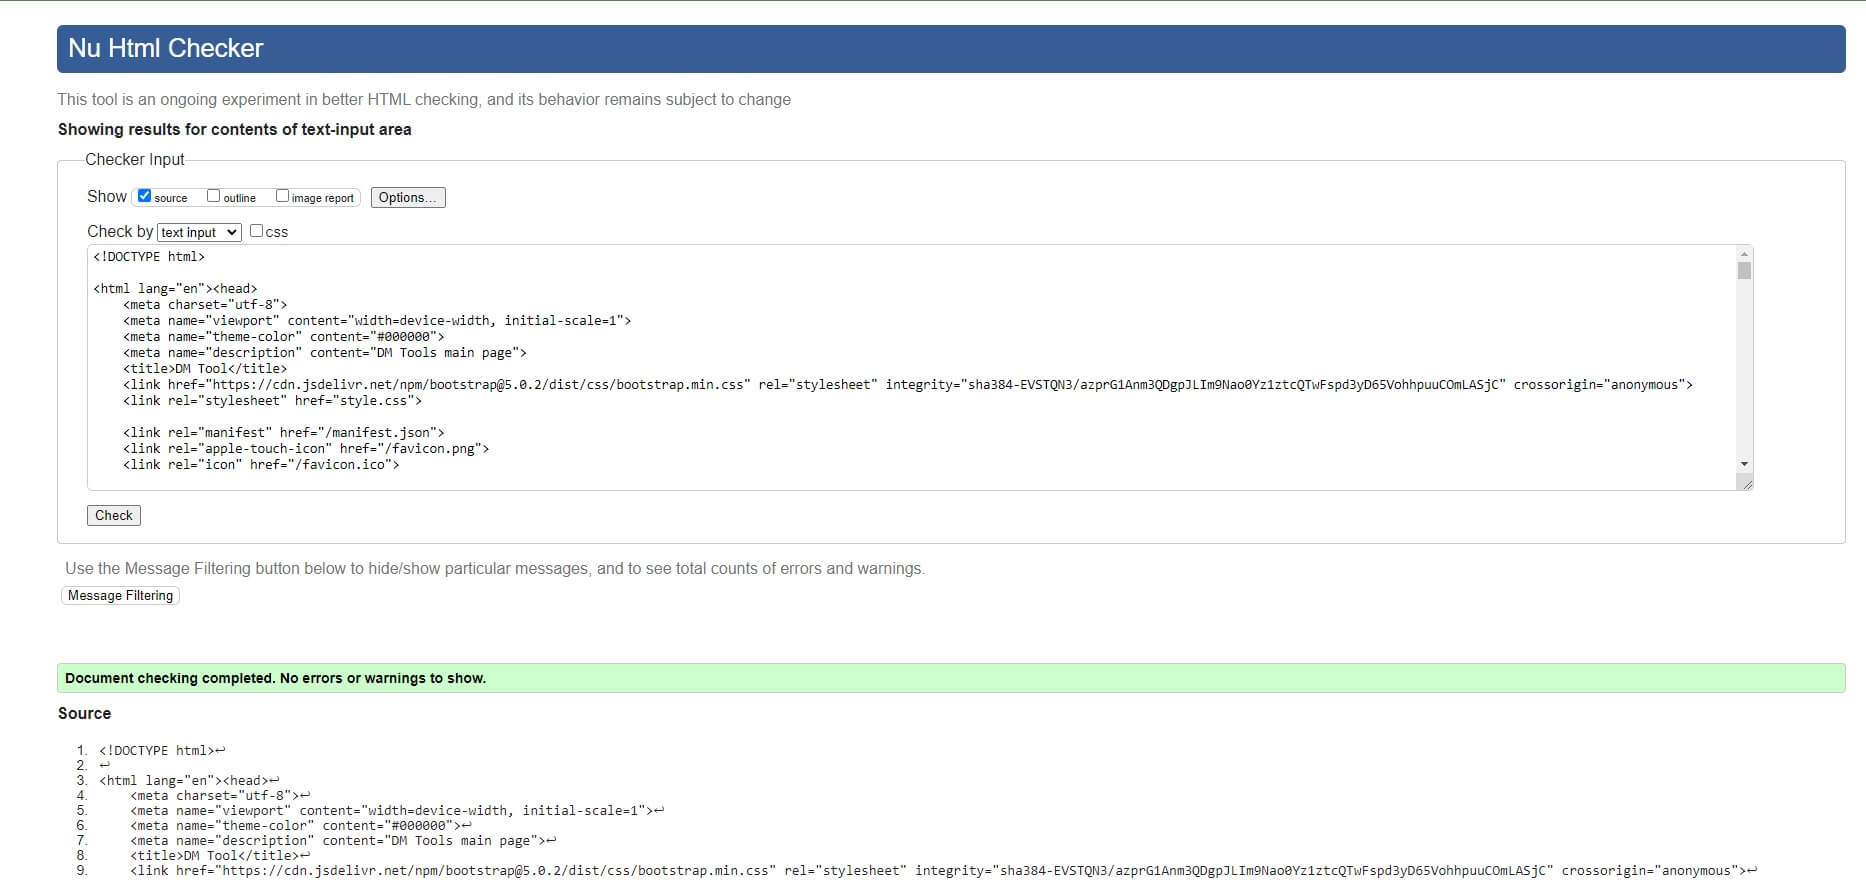 Nu Html Checker
This tool is an ongoing experiment in better HTML checking, and its behavior remains subject to change
Showing results for contents of text-input area
Checker Input
Show source outline image report Options...
Check by text input css
<!DOCTYPE html>
<html lang="en"><head>
<meta charset="utf-8">
<meta name="viewport" content="width=device-width, initial-scale=1">
<meta name="theme-color" content="#000000">
<meta name="description" content="DM Tools main page">
<title>DM Tool</title>
<link href="https://cdn.jsdelivr.net/npm/bootstrap@5.0.2/dist/css/bootstrap.min.css" rel="stylesheet" integrity="sha384-EVSTQN3/azprG1Anm3QDgpJLIm9Nao0Yz1ztcQTwFspd3yD65VohhpuuCOmLASjC" crossorigin="anonymous">
<link rel="stylesheet" href="style.css">
<link rel="manifest" href="/manifest.json">
<link rel="apple-touch-icon" href="/favicon.png">
<link rel="icon" href="/favicon.ico">
Check
Use the Message Filtering button below to hide/show particular messages, and to see total counts of errors and warnings.
Message Filtering
Document checking completed. No errors or warnings to show.
Source
1. <!DOCTYPE html>↩
2. ↩
3. <html lang="en"><head>↩
4. <meta charset="utf-8">↩
5. <meta name="viewport" content="width=device-width, initial-scale=1">↩
6. <meta name="theme-color" content="#000000">↩
7. <meta name="description" content="DM Tools main page">↩
8. <title>DM Tool</title>↩
9. <link href="https://cdn.jsdelivr.net/npm/bootstrap@5.0.2/dist/css/bootstrap.min.css" rel="stylesheet" integrity="sha384-EVSTQN3/azprG1Anm3QDgpJLIm9Nao0Yz1ztcQTwFspd3yD65VohhpuuCOmLASjC" crossorigin="anonymous">↩